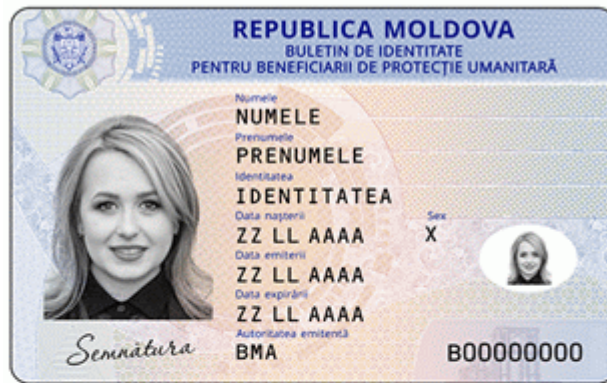 REPUBLICA MOLDOVA
BULETIN DE IDENTITATE
PENTRU BENEFICIARII DE PROTECȚIE UMANITARĂ
Numele
NUMELE
Prenumele
PRENUMELE
Identitatea
IDENTITATEA
Data nașterii Sex
ZZ LL AAAA X
Data emiterii
ZZ LL AAAA
Data expirării
ZZ LL AAAA
Autoritatea emitentă
BMA B00000000
Semnătura